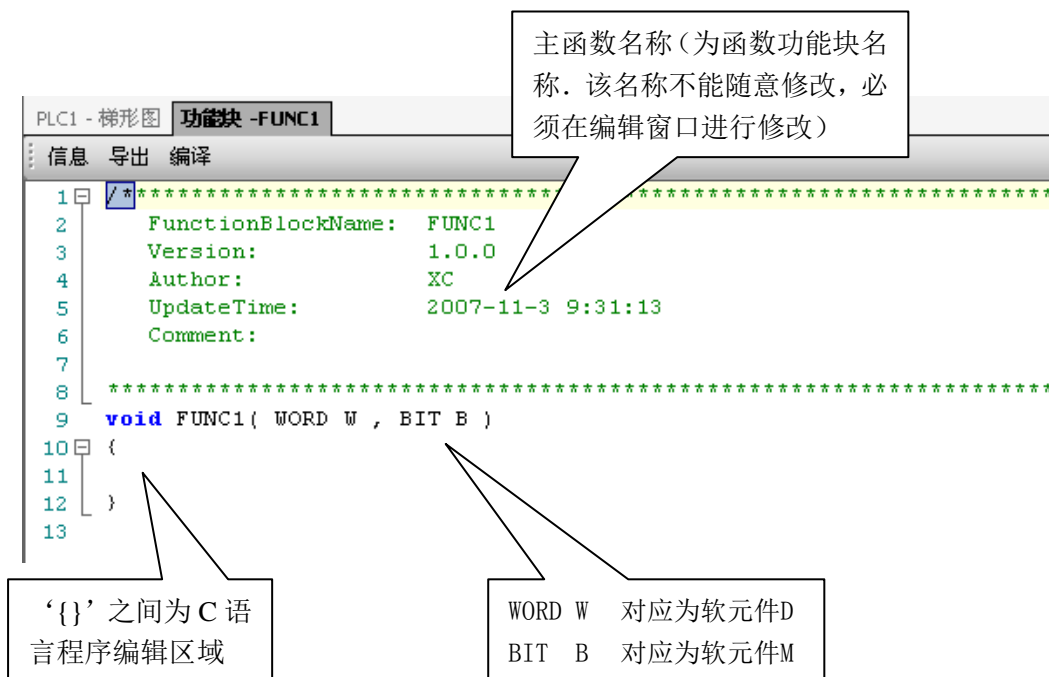 主函数名称（为函数功能块名
称．该名称不能随意修改，必
须在编辑窗口进行修改）
PLC1 - 梯形图 功能块 -FUNC1
信息 导出 编译
1 /**********************************************************************
2 FunctionBlockName: FUNC1
3 Version: 1.0.0
4 Author: XC
5 UpdateTime: 2007-11-3 9:31:13
6 Comment:
7
8 **********************************************************************
9 void FUNC1( WORD W , BIT B )
10 {
11
12 }
13
‘{}’之间为 C 语
言程序编辑区域
WORD W 对应为软元件D
BIT B 对应为软元件M